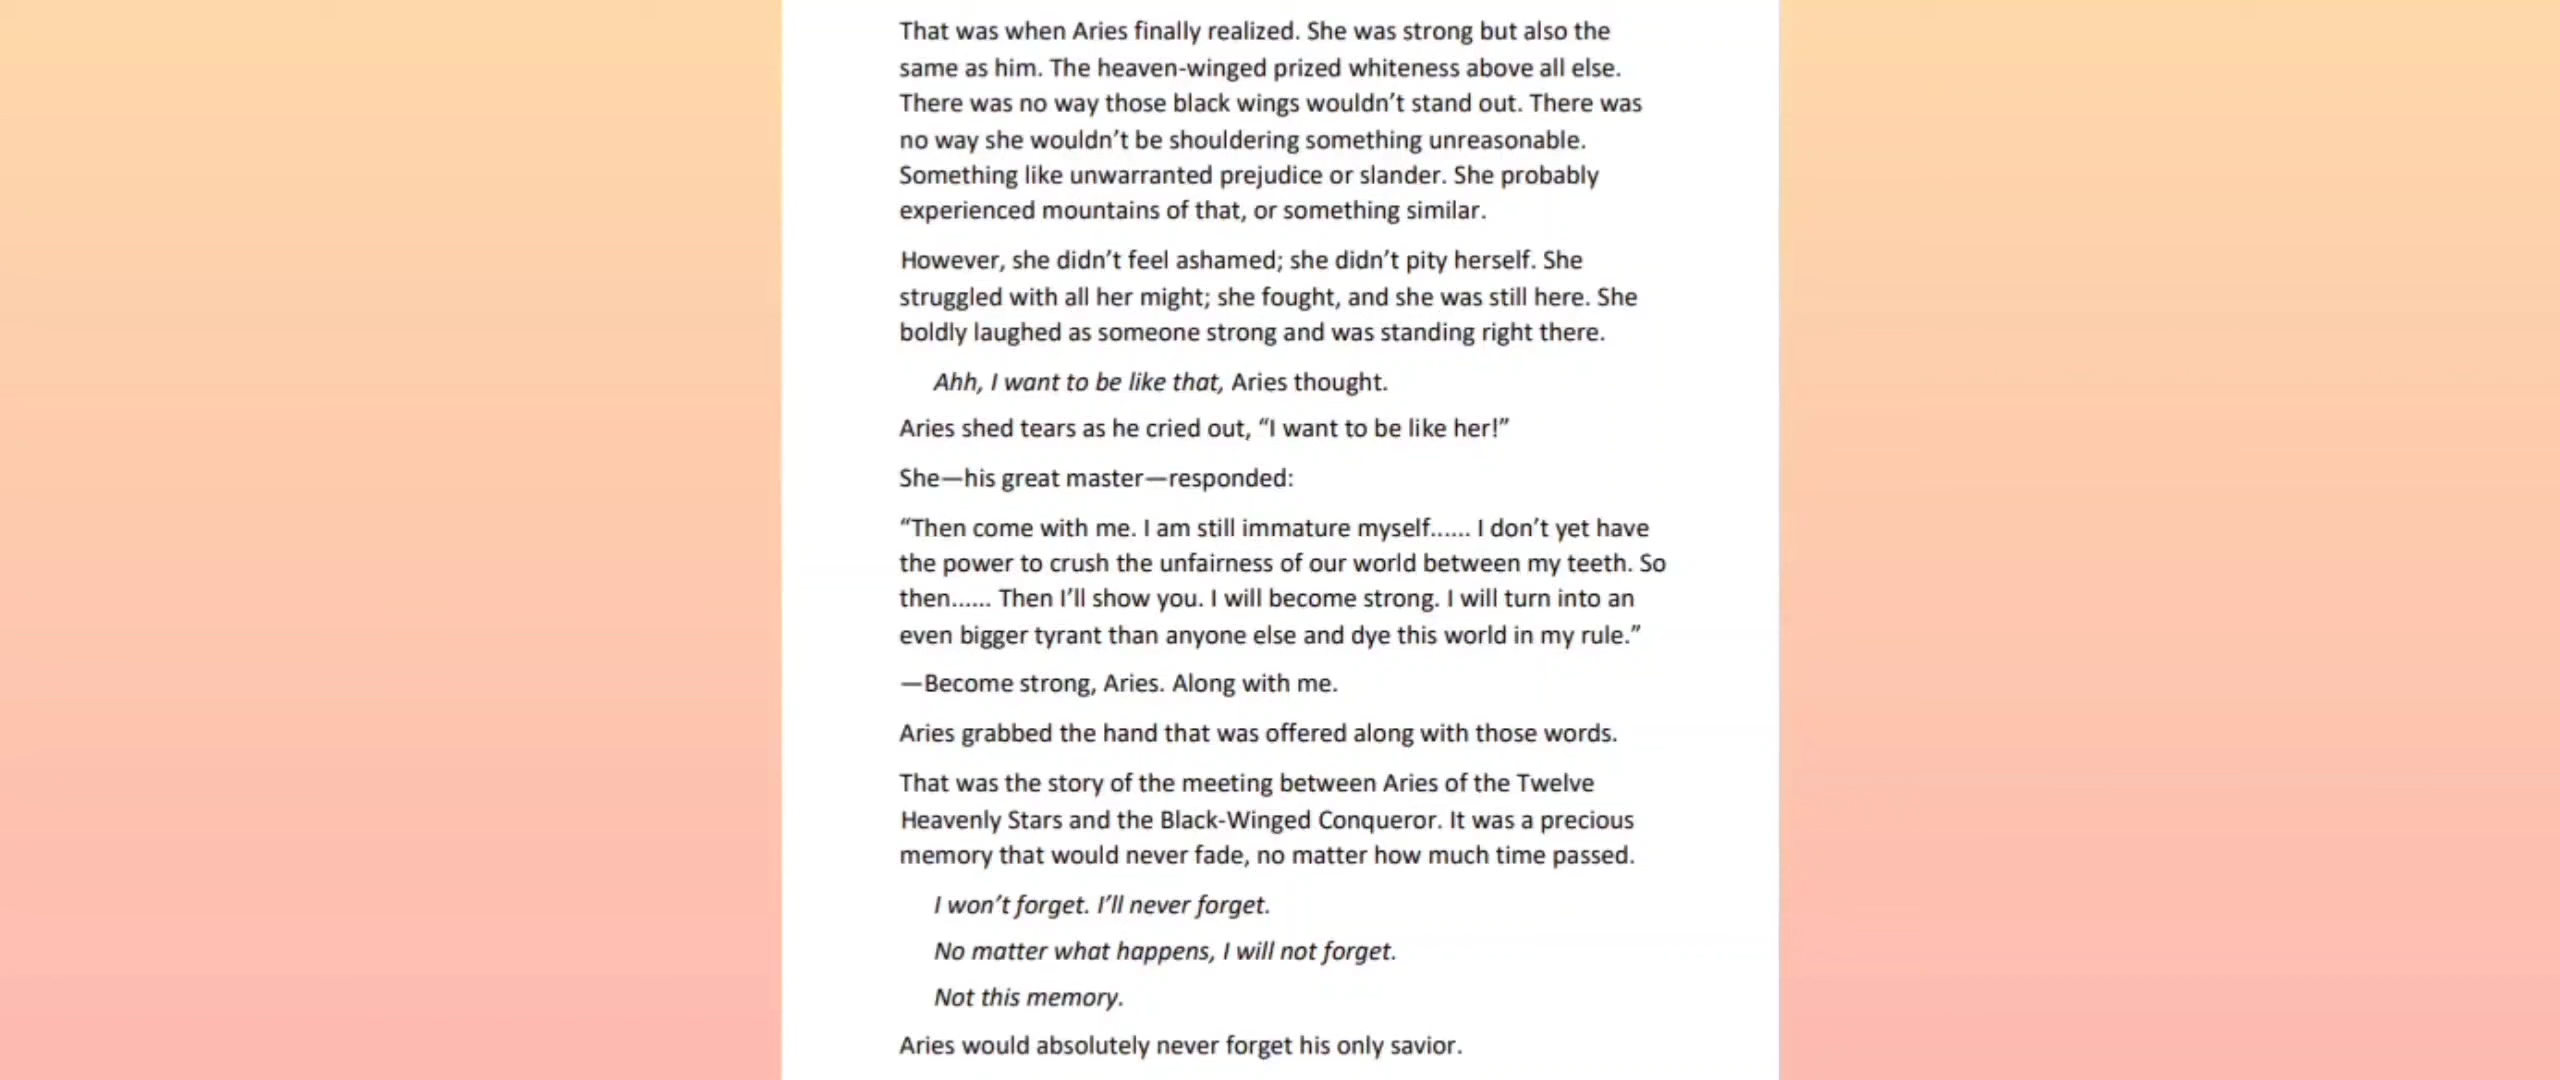 That was when Aries finally realized. She was strong but also the
same as him. The heaven-winged prized whiteness above all else.
There was no way those black wings wouldn’t stand out. There was
no way she wouldn’t be shouldering something unreasonable.
Something like unwarranted prejudice or slander. She probably
experienced mountains of that, or something similar.
However, she didn’t feel ashamed; she didn’t pity herself. She
struggled with all her might; she fought, and she was still here. She
boldly laughed as someone strong and was standing right there.
Ahh, I want to be like that, Aries thought.
Aries shed tears as he cried out, “I want to be like her!”
She—his great master—responded:
“Then come with me. I am still immature myself...... I don’t yet have
the power to crush the unfairness of our world between my teeth. So
then...... Then I’ll show you. I will become strong. I will turn into an
even bigger tyrant than anyone else and dye this world in my rule.”
—Become strong, Aries. Along with me.
Aries grabbed the hand that was offered along with those words.
That was the story of the meeting between Aries of the Twelve
Heavenly Stars and the Black-Winged Conqueror. It was a precious
memory that would never fade, no matter how much time passed.
I won’t forget. I’ll never forget.
No matter what happens, I will not forget.
Not this memory.
Aries would absolutely never forget his only savior.